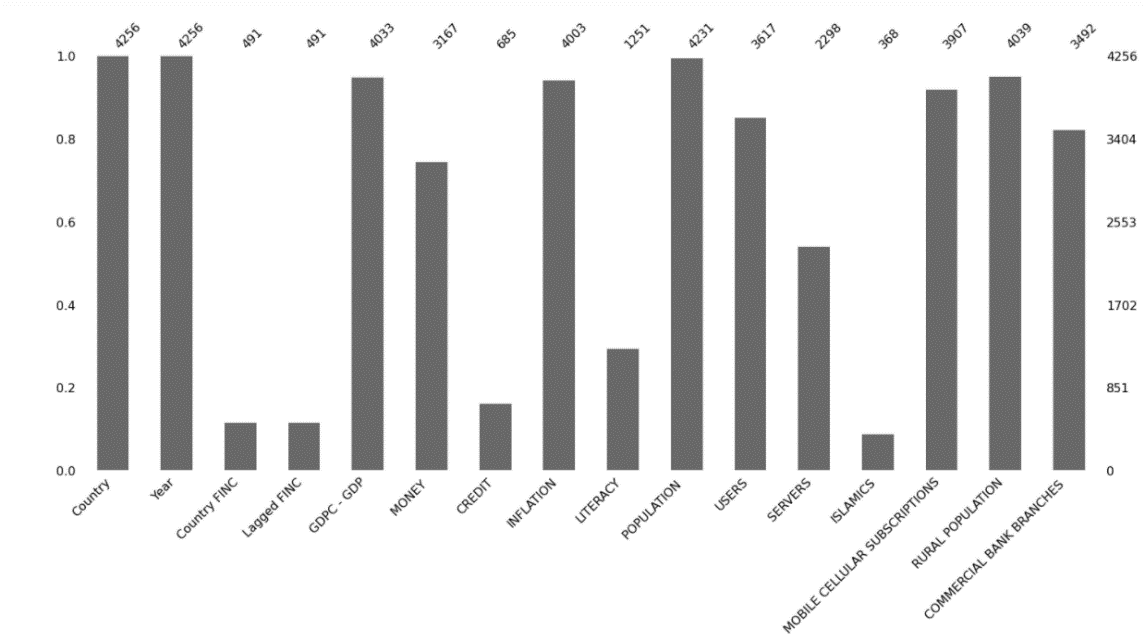 4256 4256 491 491 4033 3167 685 4003 1251 4231 3617 2298 368 3907 4039 3492
1.0 4256
0.8 3404
0.6 2553
0.4 1702
0.2 851
0.0 0
Country
Year
Country FINC
Lagged FINC
GDPC - GDP
MONEY
CREDIT
INFLATION
LITERACY
POPULATION
USERS
SERVERS
ISLAMICS
MOBILE CELLULAR SUBSCRIPTIONS
RURAL POPULATION
COMMERCIAL BANK BRANCHES